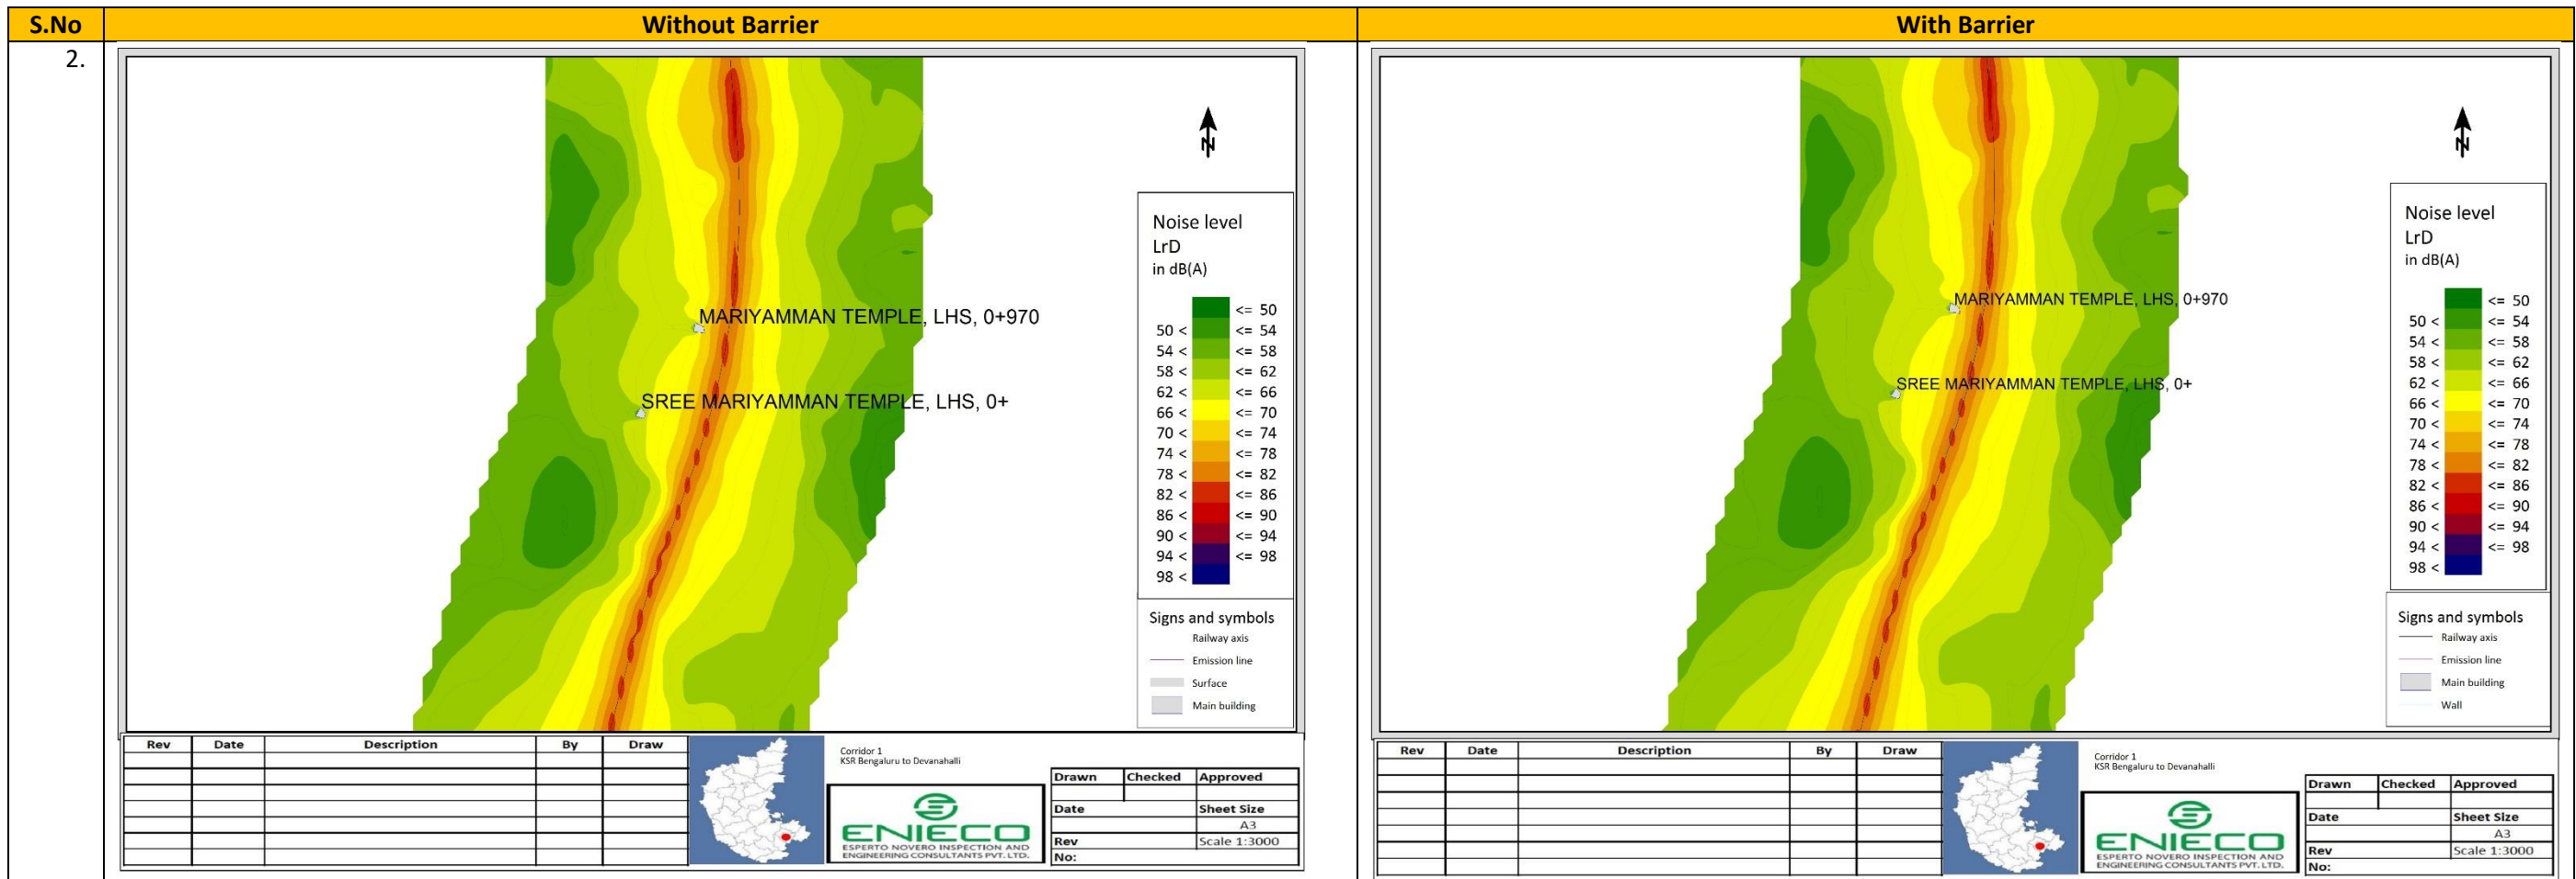 S.No Without Barrier With Barrier
2.
MARIYAMMAN TEMPLE, LHS, 0+970
SREE MARIYAMMAN TEMPLE, LHS, 0+
N
Noise level
LrD
in dB(A)
<= 50
50 < <= 54
54 < <= 58
58 < <= 62
62 < <= 66
66 < <= 70
70 < <= 74
74 < <= 78
78 < <= 82
82 < <= 86
86 < <= 90
90 < <= 94
94 < <= 98
98 <
Signs and symbols
Railway axis
Emission line
Surface
Main building
Rev Date Description By Draw
Corridor 1
KSR Bengaluru to Devanahalli
ENIECO
ESPERTO NOVERO INSPECTION AND
ENGINEERING CONSULTANTS PVT. LTD.
Drawn Checked Approved
Date Sheet Size
A3
Rev Scale 1:3000
No:
MARIYAMMAN TEMPLE, LHS, 0+970
SREE MARIYAMMAN TEMPLE, LHS, 0+
N
Noise level
LrD
in dB(A)
<= 50
50 < <= 54
54 < <= 58
58 < <= 62
62 < <= 66
66 < <= 70
70 < <= 74
74 < <= 78
78 < <= 82
82 < <= 86
86 < <= 90
90 < <= 94
94 < <= 98
98 <
Signs and symbols
Railway axis
Emission line
Main building
Wall
Rev Date Description By Draw
Corridor 1
KSR Bengaluru to Devanahalli
ENIECO
ESPERTO NOVERO INSPECTION AND
ENGINEERING CONSULTANTS PVT. LTD.
Drawn Checked Approved
Date Sheet Size
A3
Rev Scale 1:3000
No: